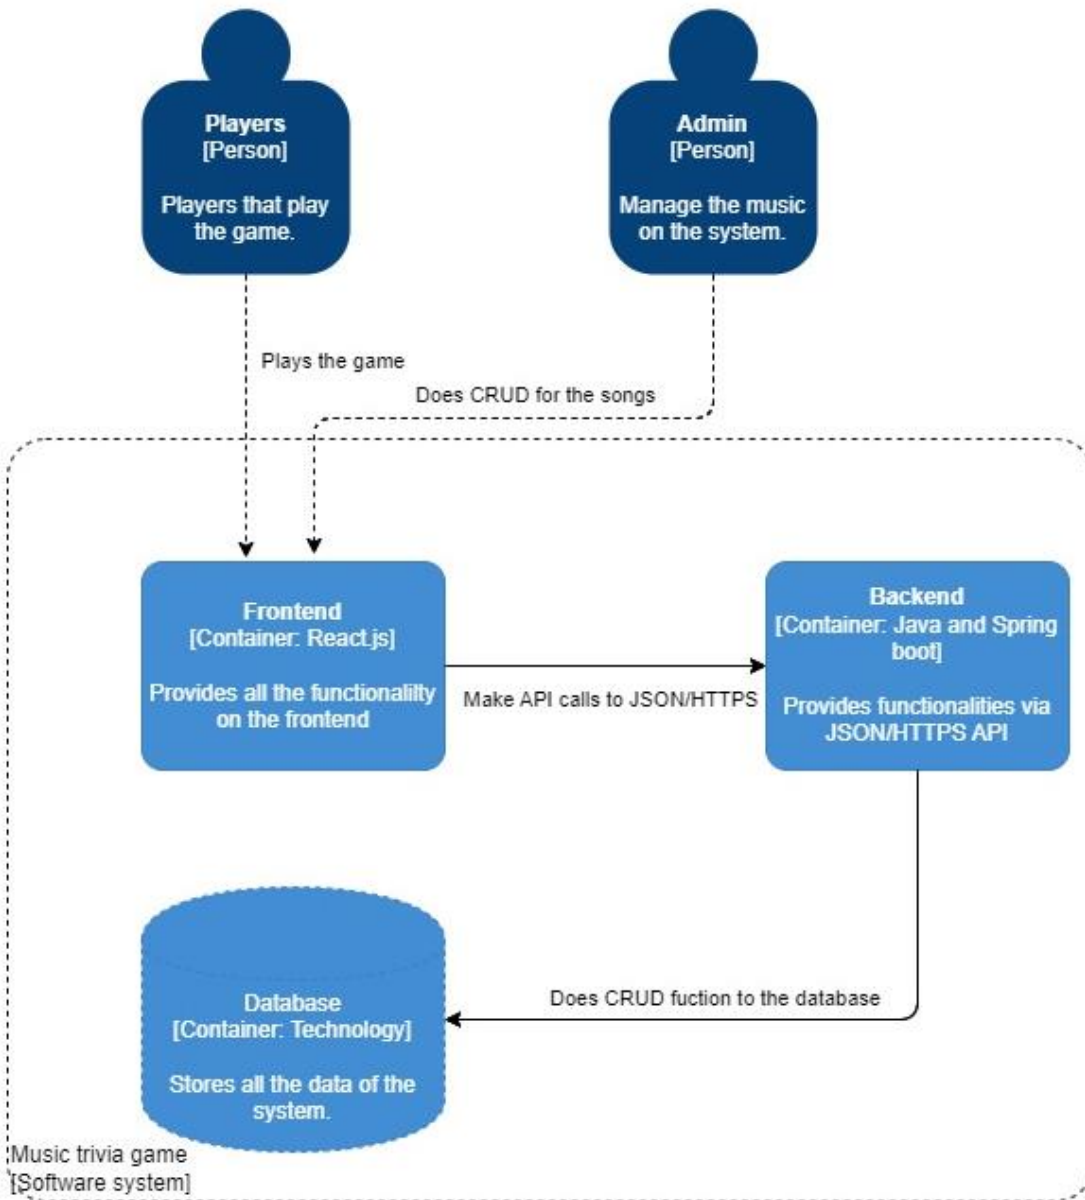 Players
[Person]
Players that play
the game.
Admin
[Person]
Manage the music
on the system.
Plays the game
Does CRUD for the songs
Frontend
[Container: React.js]
Provides all the functionalilty
on the frontend
Make API calls to JSON/HTTPS
Backend
[Container: Java and Spring
boot]
Provides functionalities via
JSON/HTTPS API
Does CRUD fuction to the database
Database
[Container: Technology]
Stores all the data of the
system.
Music trivia game
[Software system]